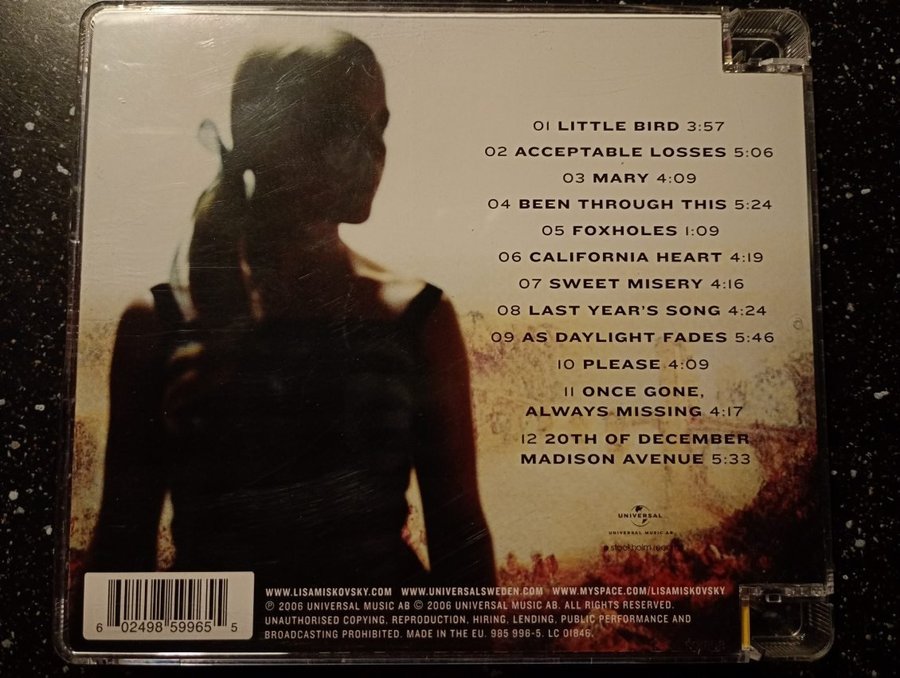 01 LITTLE BIRD 3:57
02 ACCEPTABLE LOSSES 5:06
03 MARY 4:09
04 BEEN THROUGH THIS 5:24
05 FOXHOLES 1:09
06 CALIFORNIA HEART 4:19
07 SWEET MISERY 4:16
08 LAST YEAR'S SONG 4:24
09 AS DAYLIGHT FADES 5:46
10 PLEASE 4:09
11 ONCE GONE,
ALWAYS MISSING 4:17
12 20TH OF DECEMBER
MADISON AVENUE 5:33
UNIVERSAL
UNIVERSAL MUSIC AB
stockholm records
WWW.LISAMISKOVSKY.COM WWW.UNIVERSALSWEDEN.COM WWW.MYSPACE.COM/LISAMISKOVSKY
℗ 2006 UNIVERSAL MUSIC AB © 2006 UNIVERSAL MUSIC AB. ALL RIGHTS RESERVED.
UNAUTHORISED COPYING, REPRODUCTION, HIRING, LENDING, PUBLIC PERFORMANCE AND
BROADCASTING PROHIBITED. MADE IN THE EU. 985 996-5. LC 01846.
6 02498 59965 5